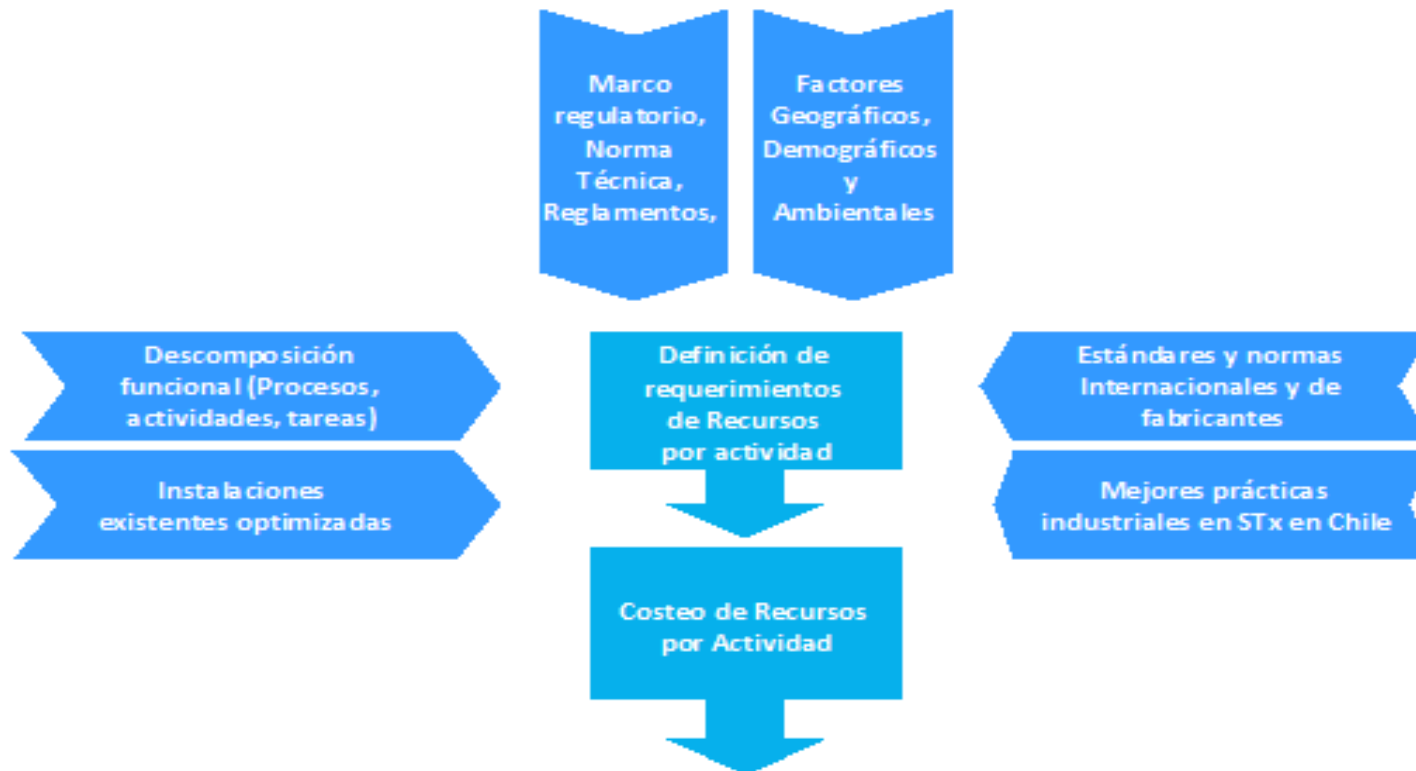 Marco
regulatorio,
Norma
Técnica,
Reglamentos,
Factores
Geográficos,
Demográficos
y
Ambientales
Descomposición
funcional (Procesos,
actividades, tareas)
Definición de
requerimientos
de Recursos
por actividad
Estándares y normas
Internacionales y de
fabricantes
Instalaciones
existentes optimizadas
Mejores prácticas
industriales en STx en Chile
Costeo de Recursos
por Actividad